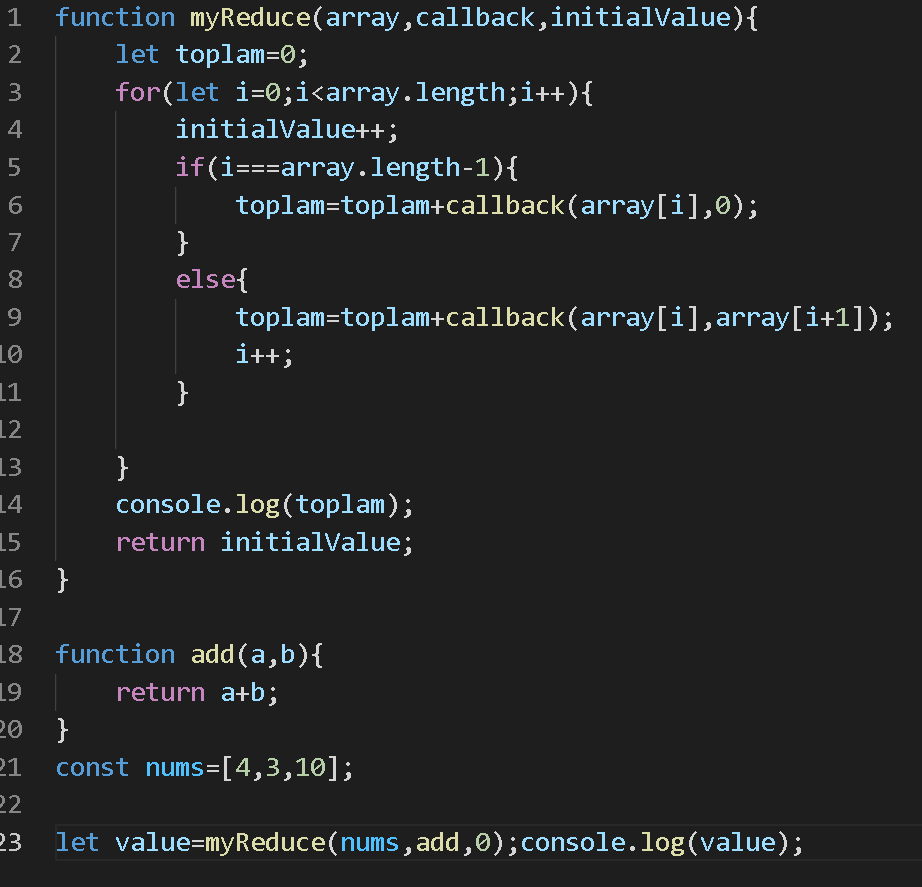 1 function myReduce(array,callback,initialValue){
2     let toplam=0;
3     for(let i=0;i<array.length;i++){
4         initialValue++;
5         if(i===array.length-1){
6             toplam=toplam+callback(array[i],0);
7         }
8         else{
9             toplam=toplam+callback(array[i],array[i+1]);
10             i++;
11         }
12
13     }
14     console.log(toplam);
15     return initialValue;
16 }
17
18 function add(a,b){
19     return a+b;
20 }
21 const nums=[4,3,10];
22
23 let value=myReduce(nums,add,0);console.log(value);